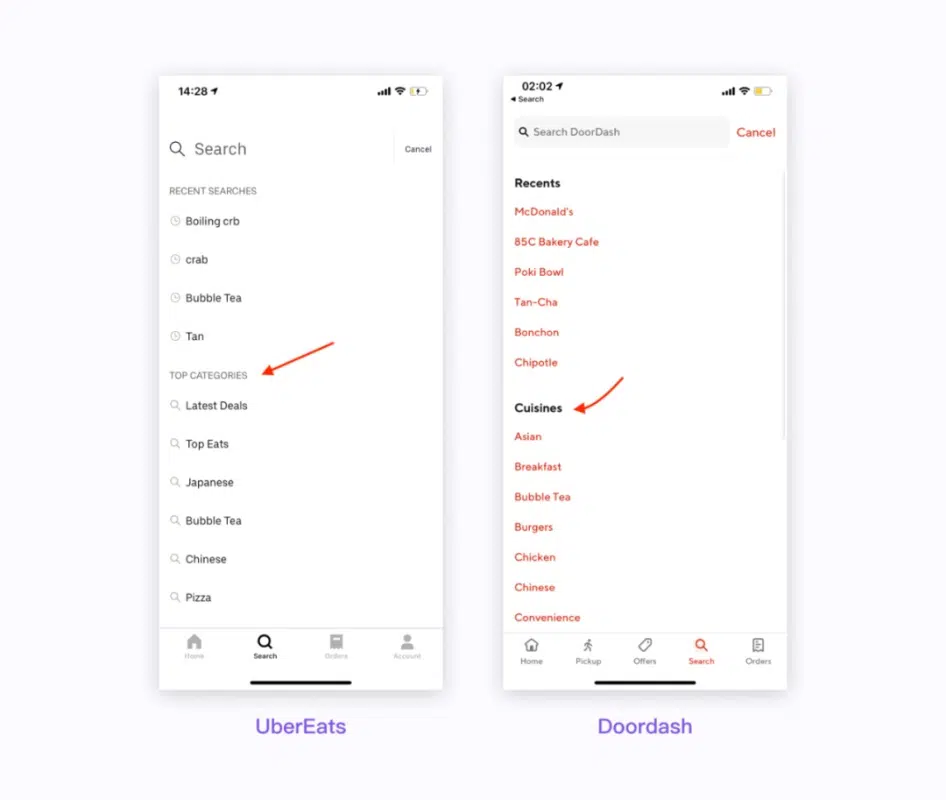 14:28
Search
Cancel
RECENT SEARCHES
Boiling crb
crab
Bubble Tea
Tan
TOP CATEGORIES
Latest Deals
Top Eats
Japanese
Bubble Tea
Chinese
Pizza
Home
Search
Orders
Account
UberEats
02:02
Search
Search DoorDash
Cancel
Recents
McDonald's
85C Bakery Cafe
Poki Bowl
Tan-Cha
Bonchon
Chipotle
Cuisines
Asian
Breakfast
Bubble Tea
Burgers
Chicken
Chinese
Convenience
Home
Pickup
Offers
Search
Orders
Doordash